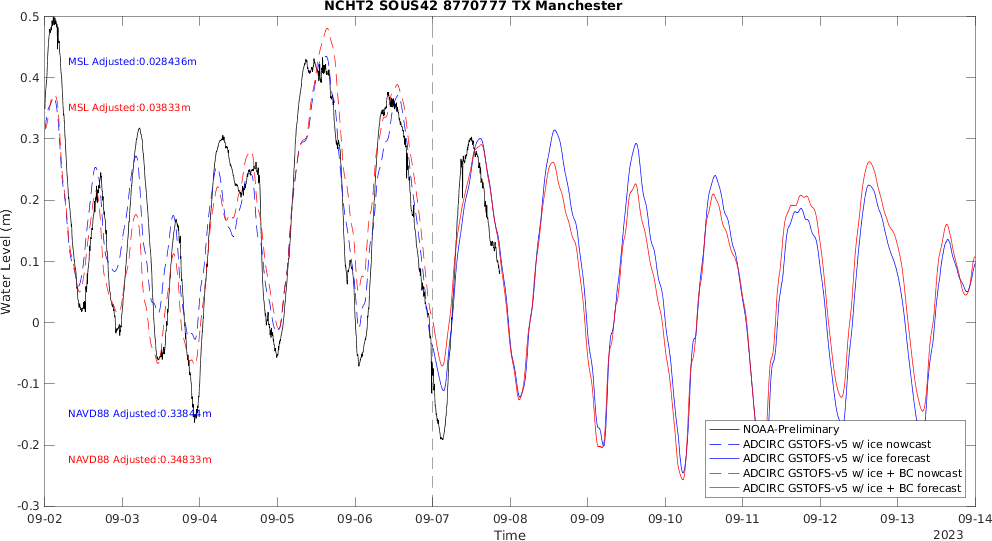 NCHT2 SOUS42 8770777 TX Manchester
0.5
0.4
0.3
0.2
0.1
0
-0.1
-0.2
-0.3
Water Level (m)
MSL Adjusted:0.028436m
MSL Adjusted:0.03833m
NAVD88 Adjusted:0.33844m
NAVD88 Adjusted:0.34833m
NOAA-Preliminary
ADCIRC GSTOFS-v5 w/ ice nowcast
ADCIRC GSTOFS-v5 w/ ice forecast
ADCIRC GSTOFS-v5 w/ ice + BC nowcast
ADCIRC GSTOFS-v5 w/ ice + BC forecast
09-02 09-03 09-04 09-05 09-06 09-07 09-08 09-09 09-10 09-11 09-12 09-13 09-14
Time
2023